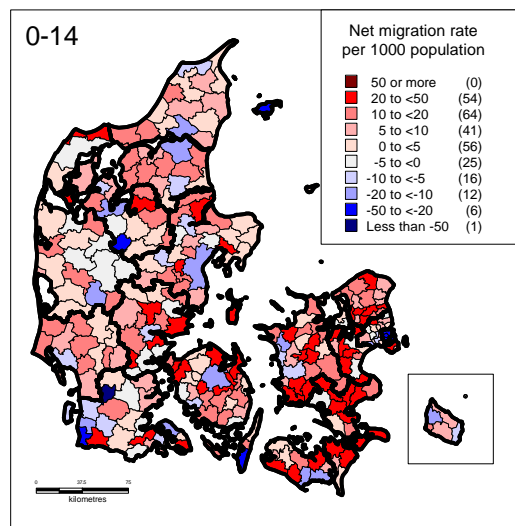 0-14
Net migration rate
per 1000 population
50 or more (0)
20 to <50 (54)
10 to <20 (64)
5 to <10 (41)
0 to <5 (56)
-5 to <0 (25)
-10 to <-5 (16)
-20 to <-10 (12)
-50 to <-20 (6)
Less than -50 (1)
0 37.5 75
kilometres